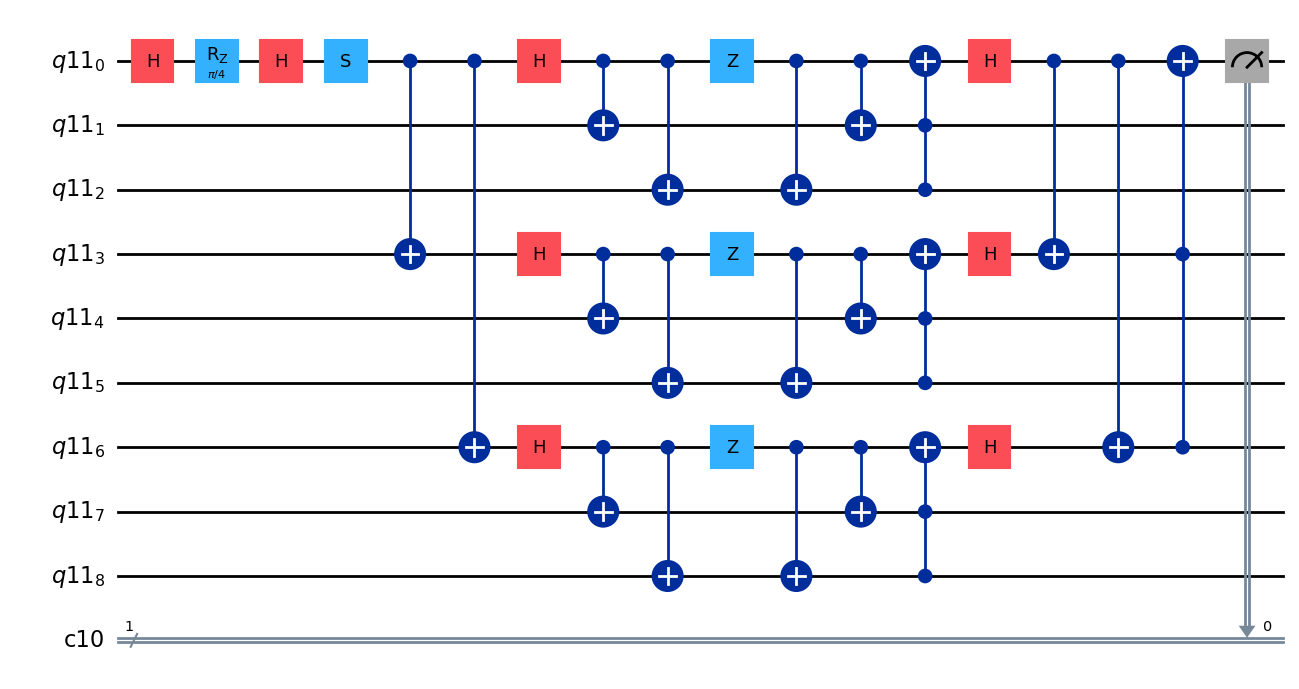 q11₀ H R_Z π/4 H S H Z H
q11₁
q11₂
q11₃ H Z H
q11₄
q11₅
q11₆ H Z H
q11₇
q11₈
c10 1 0